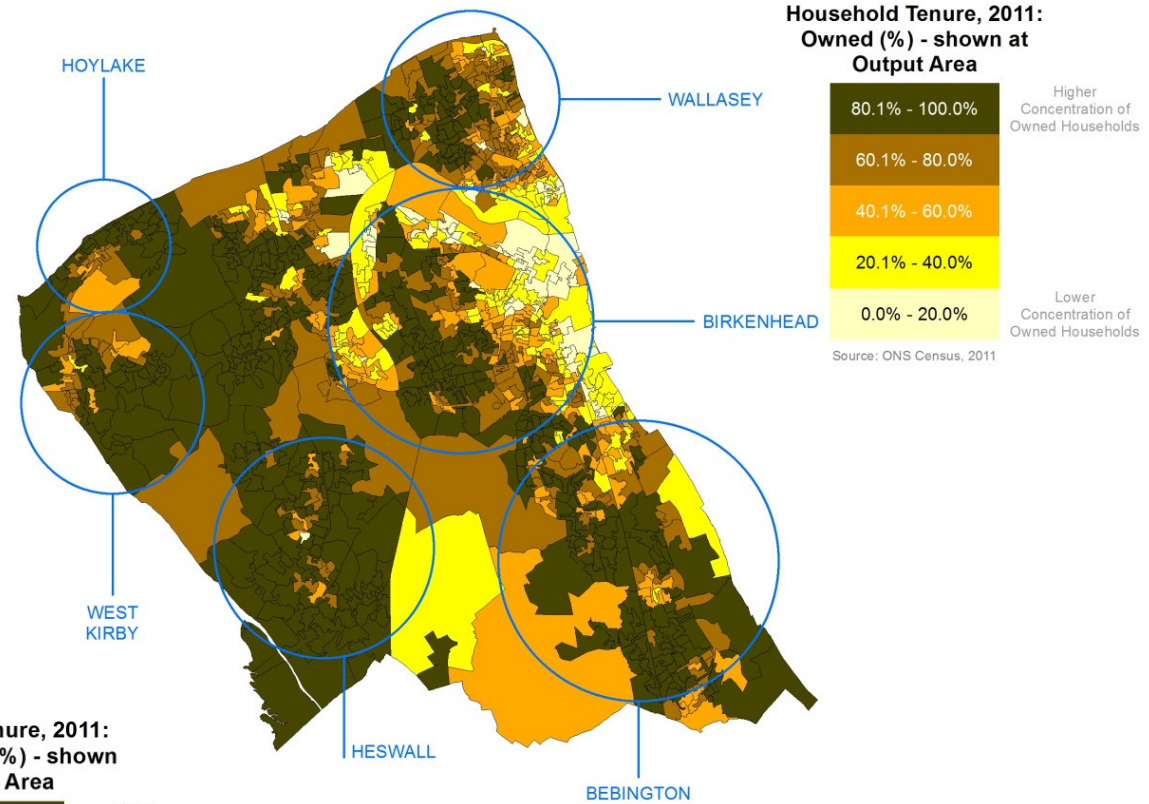 Household Tenure, 2011:
Owned (%) - shown at
Output Area
80.1% - 100.0%
60.1% - 80.0%
40.1% - 60.0%
20.1% - 40.0%
0.0% - 20.0%
Higher
Concentration of
Owned Households
Lower
Concentration of
Owned Households
Source: ONS Census, 2011
HOYLAKE
WALLASEY
BIRKENHEAD
WEST
KIRBY
HESWALL
BEBINGTON
2011:
%) - shown
Area